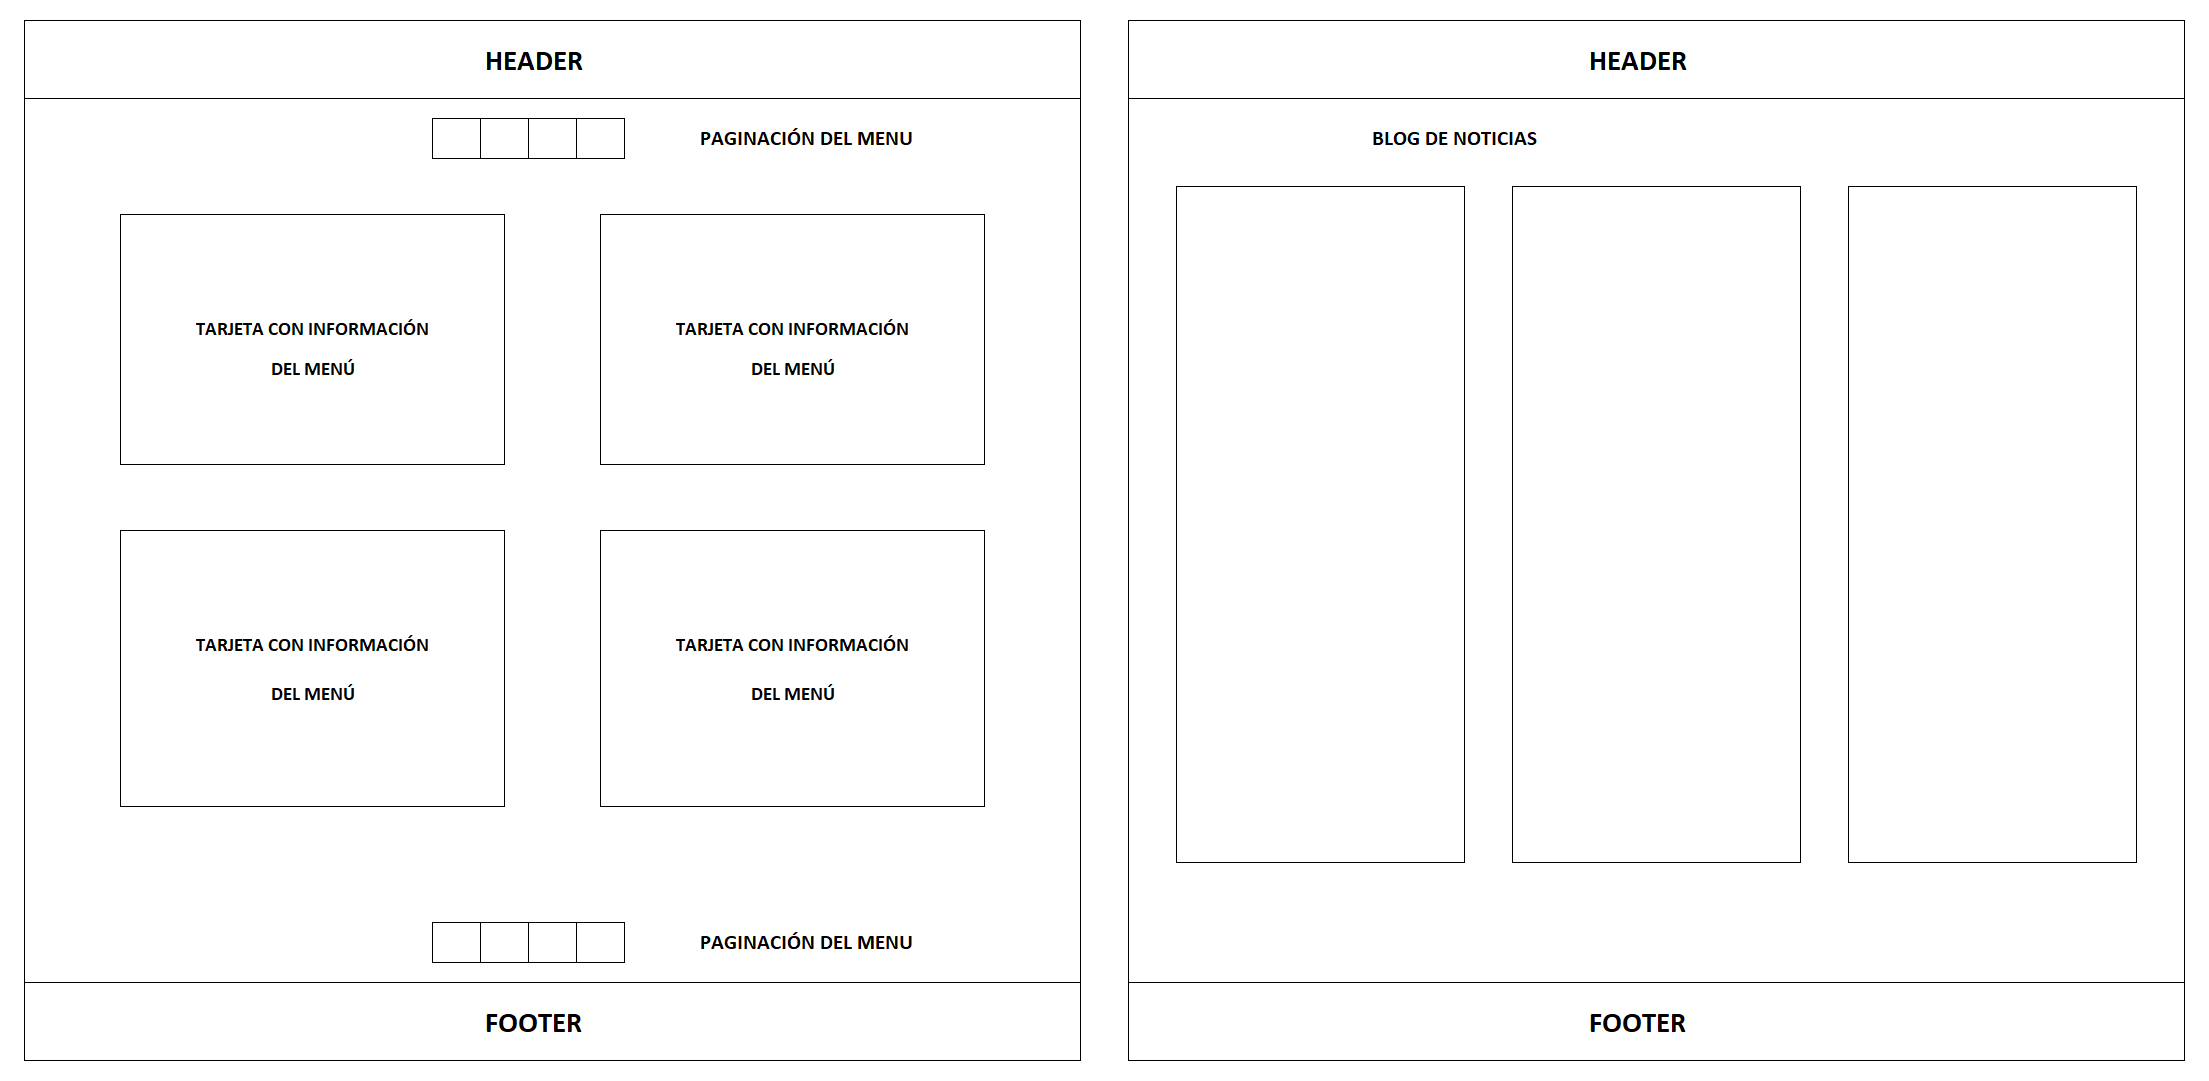 HEADER
PAGINACIÓN DEL MENU
TARJETA CON INFORMACIÓN
DEL MENÚ
TARJETA CON INFORMACIÓN
DEL MENÚ
TARJETA CON INFORMACIÓN
DEL MENÚ
TARJETA CON INFORMACIÓN
DEL MENÚ
PAGINACIÓN DEL MENU
FOOTER
HEADER
BLOG DE NOTICIAS
FOOTER